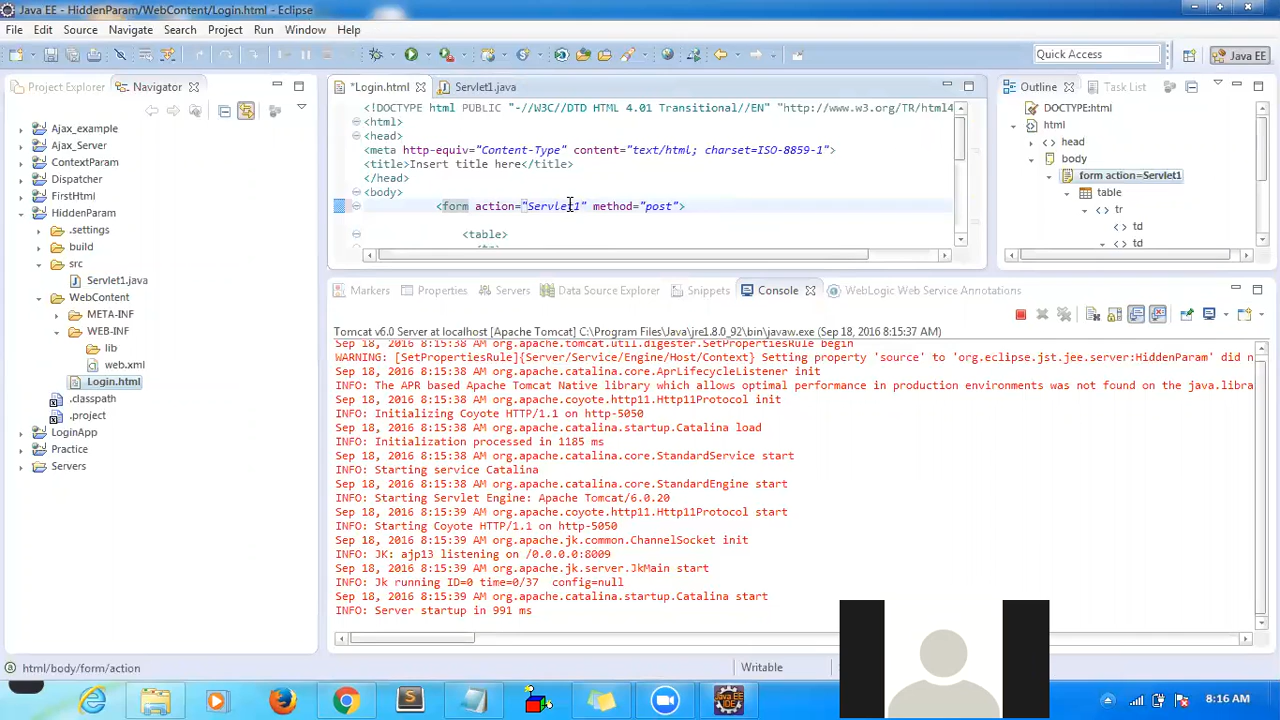 Java EE - HiddenParam/WebContent/Login.html - Eclipse
File Edit Source Navigate Search Project Run Window Help
Quick Access
Java EE
Project Explorer
Navigator
Ajax_example
Ajax_Server
ContextParam
Dispatcher
FirstHtml
HiddenParam
.settings
build
src
Servlet1.java
WebContent
META-INF
WEB-INF
lib
web.xml
Login.html
.classpath
.project
LoginApp
Practice
Servers
*Login.html
Servlet1.java
<!DOCTYPE html PUBLIC "-//W3C//DTD HTML 4.01 Transitional//EN" "http://www.w3.org/TR/html4
<html>
<head>
<meta http-equiv="Content-Type" content="text/html; charset=ISO-8859-1">
<title>Insert title here</title>
</head>
<body>
<form action="Servlet1" method="post">
<table>
Outline
Task List
DOCTYPE:html
html
head
body
form action=Servlet1
table
tr
td
td
Markers Properties Servers Data Source Explorer Snippets Console WebLogic Web Service Annotations
Tomcat v6.0 Server at localhost [Apache Tomcat] C:\Program Files\Java\jre1.8.0_92\bin\javaw.exe (Sep 18, 2016 8:15:37 AM)
Sep 18, 2016 8:15:38 AM org.apache.tomcat.util.digester.SetPropertiesRule begin
WARNING: [SetPropertiesRule]{Server/Service/Engine/Host/Context} Setting property 'source' to 'org.eclipse.jst.jee.server:HiddenParam' did n
Sep 18, 2016 8:15:38 AM org.apache.catalina.core.AprLifecycleListener init
INFO: The APR based Apache Tomcat Native library which allows optimal performance in production environments was not found on the java.libra
Sep 18, 2016 8:15:38 AM org.apache.coyote.http11.Http11Protocol init
INFO: Initializing Coyote HTTP/1.1 on http-5050
Sep 18, 2016 8:15:38 AM org.apache.catalina.startup.Catalina load
INFO: Initialization processed in 1185 ms
Sep 18, 2016 8:15:38 AM org.apache.catalina.core.StandardService start
INFO: Starting service Catalina
Sep 18, 2016 8:15:38 AM org.apache.catalina.core.StandardEngine start
INFO: Starting Servlet Engine: Apache Tomcat/6.0.20
Sep 18, 2016 8:15:39 AM org.apache.coyote.http11.Http11Protocol start
INFO: Starting Coyote HTTP/1.1 on http-5050
Sep 18, 2016 8:15:39 AM org.apache.jk.common.ChannelSocket init
INFO: JK: ajp13 listening on /0.0.0.0:8009
Sep 18, 2016 8:15:39 AM org.apache.jk.server.JkMain start
INFO: Jk running ID=0 time=0/37 config=null
Sep 18, 2016 8:15:39 AM org.apache.catalina.startup.Catalina start
INFO: Server startup in 991 ms
html/body/form/action
Writable
8:16 AM